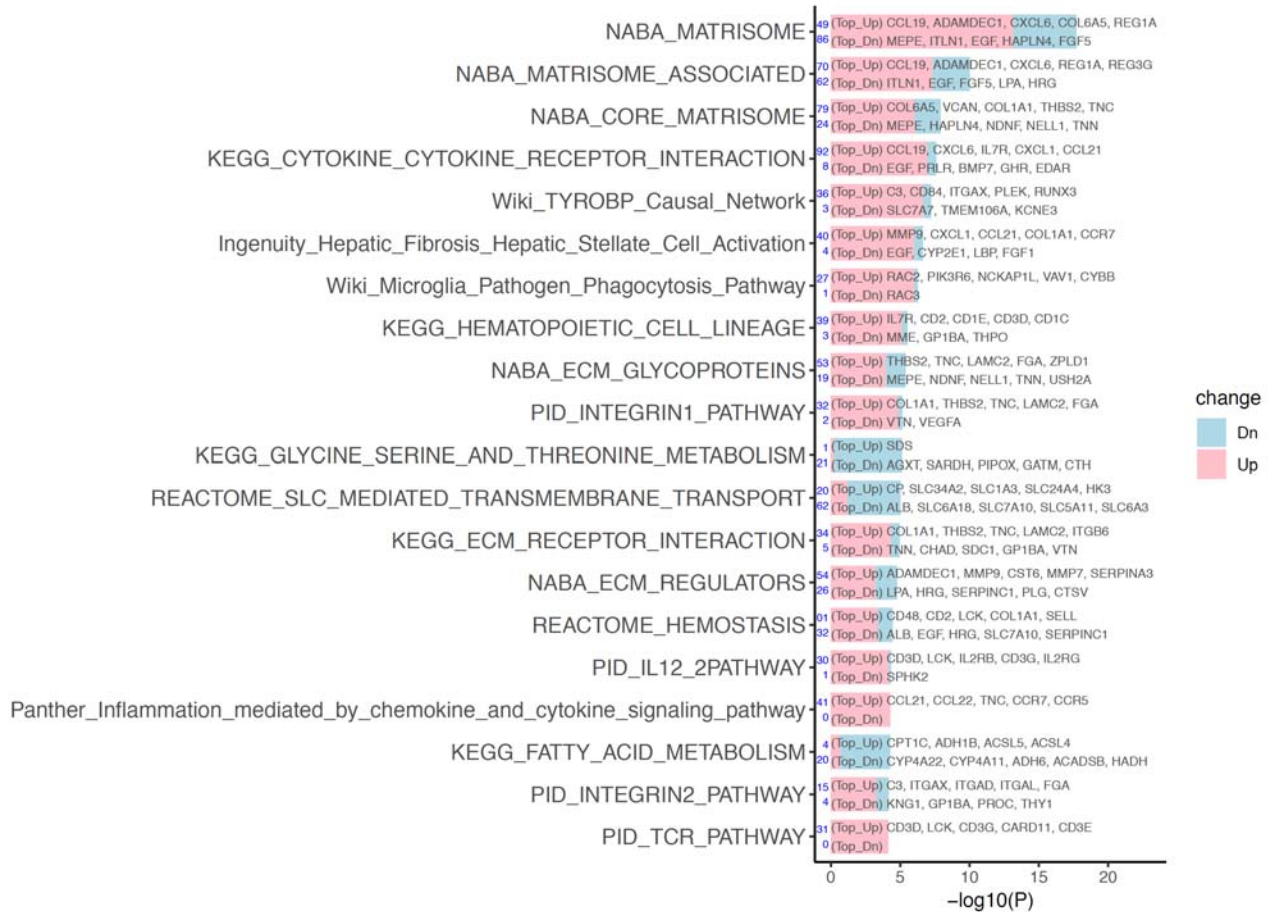 NABA_MATRISOME
49 (Top_Up) CCL19, ADAMDEC1, CXCL6, COL6A5, REG1A
86 (Top_Dn) MEPE, ITLN1, EGF, HAPLN4, FGF5
NABA_MATRISOME_ASSOCIATED
70 (Top_Up) CCL19, ADAMDEC1, CXCL6, REG1A, REG3G
62 (Top_Dn) ITLN1, EGF, FGF5, LPA, HRG
NABA_CORE_MATRISOME
79 (Top_Up) COL6A5, VCAN, COL1A1, THBS2, TNC
24 (Top_Dn) MEPE, HAPLN4, NDNF, NELL1, TNN
KEGG_CYTOKINE_CYTOKINE_RECEPTOR_INTERACTION
92 (Top_Up) CCL19, CXCL6, IL7R, CXCL1, CCL21
8 (Top_Dn) EGF, PRLR, BMP7, GHR, EDAR
Wiki_TYROBP_Causal_Network
36 (Top_Up) C3, CD84, ITGAX, PLEK, RUNX3
3 (Top_Dn) SLC7A7, TMEM106A, KCNE3
Ingenuity_Hepatic_Fibrosis_Hepatic_Stellate_Cell_Activation
40 (Top_Up) MMP9, CXCL1, CCL21, COL1A1, CCR7
4 (Top_Dn) EGF, CYP2E1, LBP, FGF1
Wiki_Microglia_Pathogen_Phagocytosis_Pathway
27 (Top_Up) RAC2, PIK3R6, NCKAP1L, VAV1, CYBB
1 (Top_Dn) RAC3
KEGG_HEMATOPOIETIC_CELL_LINEAGE
39 (Top_Up) IL7R, CD2, CD1E, CD3D, CD1C
3 (Top_Dn) MME, GP1BA, THPO
NABA_ECM_GLYCOPROTEINS
53 (Top_Up) THBS2, TNC, LAMC2, FGA, ZPLD1
19 (Top_Dn) MEPE, NDNF, NELL1, TNN, USH2A
PID_INTEGRIN1_PATHWAY
32 (Top_Up) COL1A1, THBS2, TNC, LAMC2, FGA
2 (Top_Dn) VTN, VEGFA
KEGG_GLYCINE_SERINE_AND_THREONINE_METABOLISM
1 (Top_Up) SDS
21 (Top_Dn) AGXT, SARDH, PIPOX, GATM, CTH
REACTOME_SLC_MEDIATED_TRANSMEMBRANE_TRANSPORT
20 (Top_Up) CP, SLC34A2, SLC1A3, SLC24A4, HK3
62 (Top_Dn) ALB, SLC6A18, SLC7A10, SLC5A11, SLC6A3
KEGG_ECM_RECEPTOR_INTERACTION
34 (Top_Up) COL1A1, THBS2, TNC, LAMC2, ITGB6
5 (Top_Dn) TNN, CHAD, SDC1, GP1BA, VTN
NABA_ECM_REGULATORS
54 (Top_Up) ADAMDEC1, MMP9, CST6, MMP7, SERPINA3
26 (Top_Dn) LPA, HRG, SERPINC1, PLG, CTSV
REACTOME_HEMOSTASIS
01 (Top_Up) CD48, CD2, LCK, COL1A1, SELL
32 (Top_Dn) ALB, EGF, HRG, SLC7A10, SERPINC1
PID_IL12_2PATHWAY
30 (Top_Up) CD3D, LCK, IL2RB, CD3G, IL2RG
1 (Top_Dn) SPHK2
Panther_Inflammation_mediated_by_chemokine_and_cytokine_signaling_pathway
41 (Top_Up) CCL21, CCL22, TNC, CCR7, CCR5
0 (Top_Dn)
KEGG_FATTY_ACID_METABOLISM
4 (Top_Up) CPT1C, ADH1B, ACSL5, ACSL4
20 (Top_Dn) CYP4A22, CYP4A11, ADH6, ACADSB, HADH
PID_INTEGRIN2_PATHWAY
15 (Top_Up) C3, ITGAX, ITGAD, ITGAL, FGA
4 (Top_Dn) KNG1, GP1BA, PROC, THY1
PID_TCR_PATHWAY
31 (Top_Up) CD3D, LCK, CD3G, CARD11, CD3E
0 (Top_Dn)
0 5 10 15 20
−log10(P)
change
Dn
Up